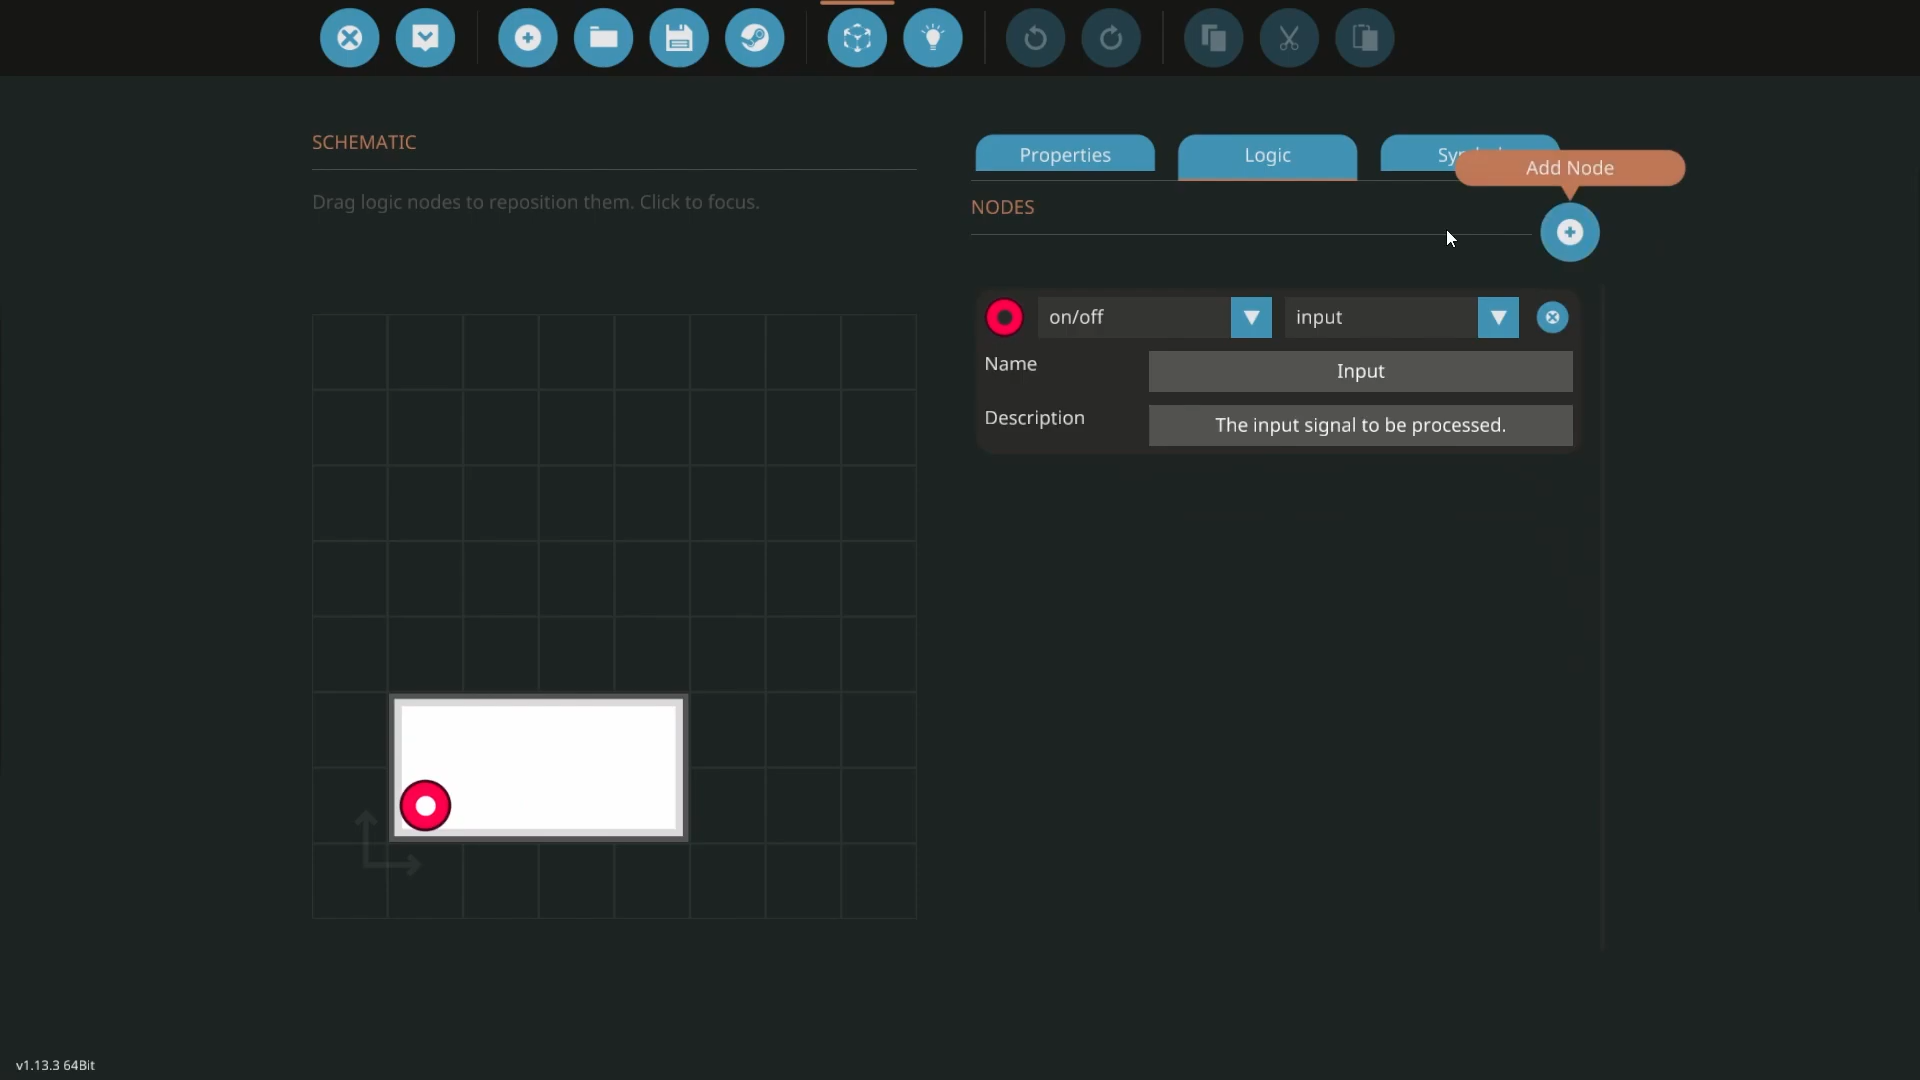 SCHEMATIC
Drag logic nodes to reposition them. Click to focus.
Properties
Logic
Add Node
NODES
on/off
input
Name
Input
Description
The input signal to be processed.
v1.13.3 64Bit